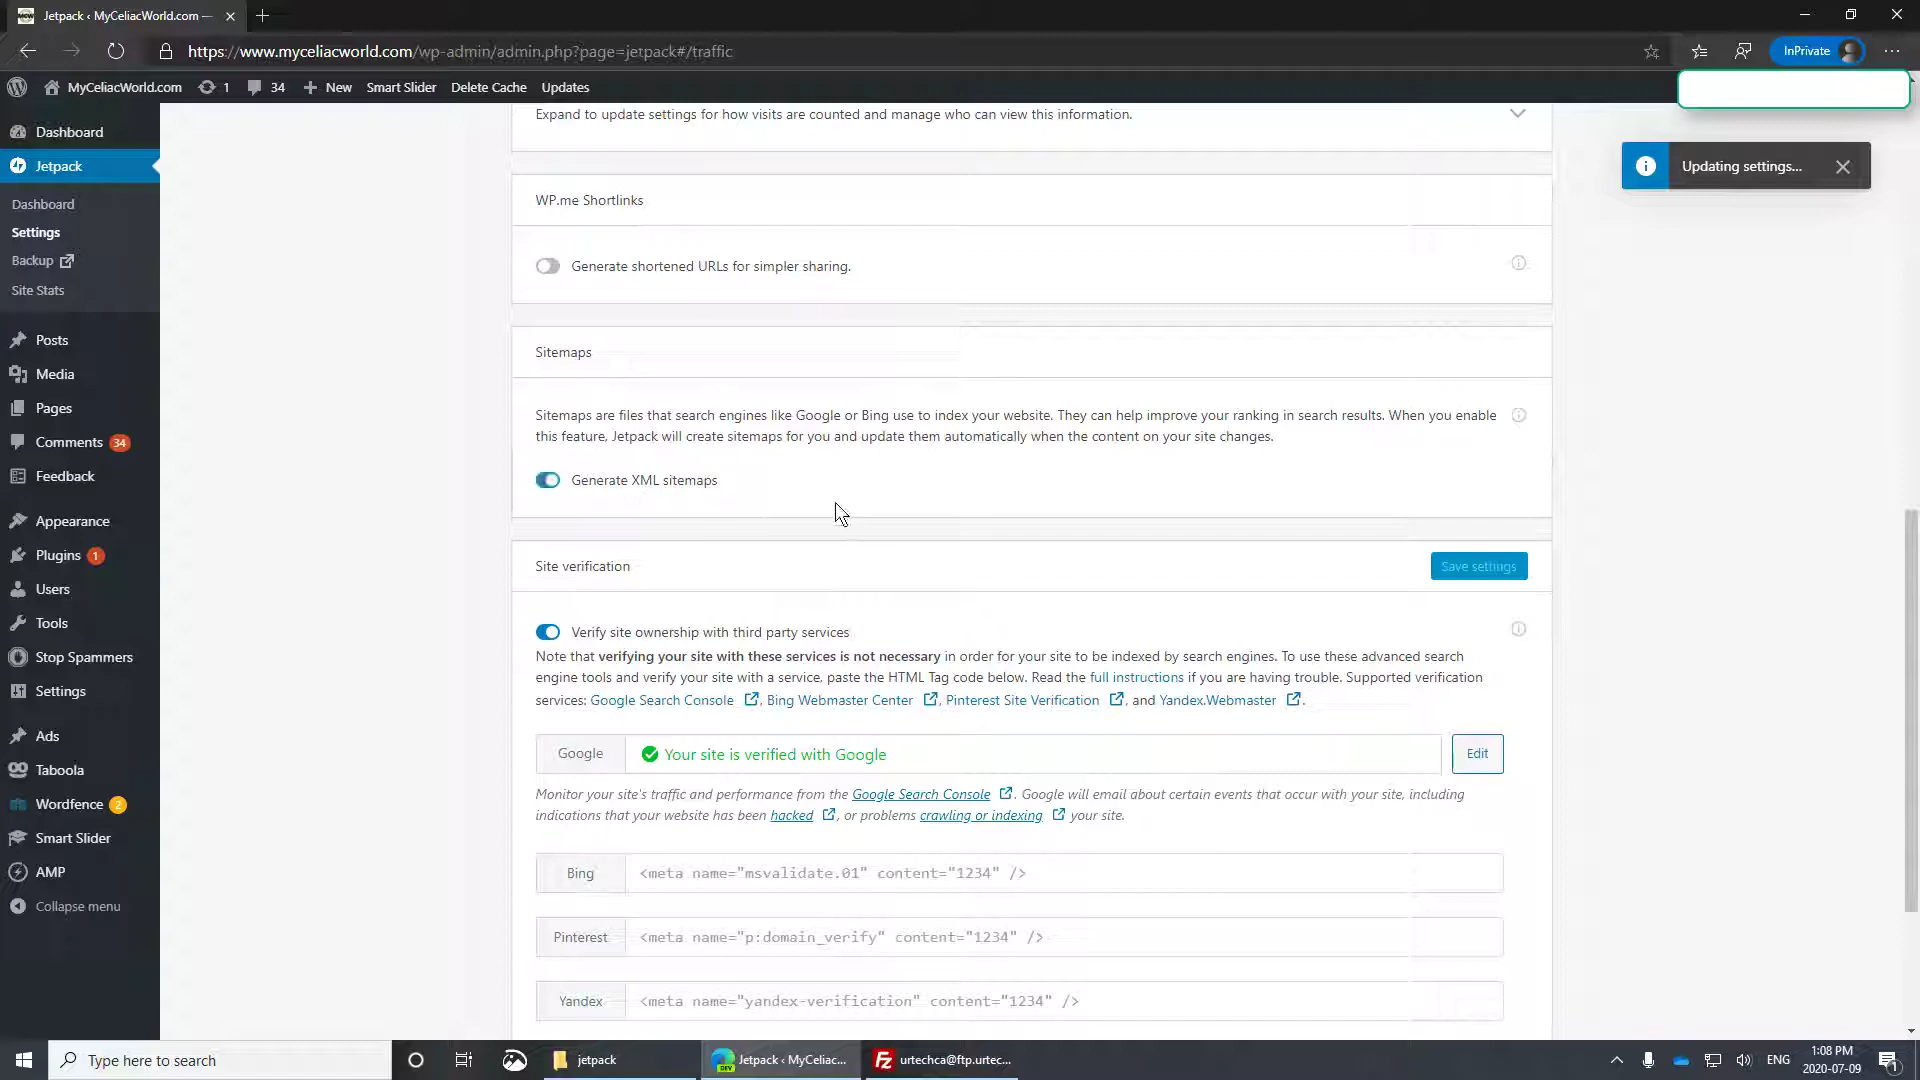 Jetpack ‹ MyCeliacWorld.com —
https://www.myceliacworld.com/wp-admin/admin.php?page=jetpack#/traffic
InPrivate
MyCeliacWorld.com 1 34 New Smart Slider Delete Cache Updates
Dashboard
Jetpack
Dashboard
Settings
Backup
Site Stats
Posts
Media
Pages
Comments 34
Feedback
Appearance
Plugins 1
Users
Tools
Stop Spammers
Settings
Ads
Taboola
Wordfence 2
Smart Slider
AMP
Collapse menu
Expand to update settings for how visits are counted and manage who can view this information.
Updating settings...
WP.me Shortlinks
Generate shortened URLs for simpler sharing.
Sitemaps
Sitemaps are files that search engines like Google or Bing use to index your website. They can help improve your ranking in search results. When you enable
this feature, Jetpack will create sitemaps for you and update them automatically when the content on your site changes.
Generate XML sitemaps
Site verification
Save settings
Verify site ownership with third party services
Note that verifying your site with these services is not necessary in order for your site to be indexed by search engines. To use these advanced search
engine tools and verify your site with a service, paste the HTML Tag code below. Read the full instructions if you are having trouble. Supported verification
services: Google Search Console , Bing Webmaster Center , Pinterest Site Verification , and Yandex.Webmaster .
Google Your site is verified with Google Edit
Monitor your site's traffic and performance from the Google Search Console . Google will email about certain events that occur with your site, including
indications that your website has been hacked , or problems crawling or indexing your site.
Bing <meta name="msvalidate.01" content="1234" />
Pinterest <meta name="p:domain_verify" content="1234" />
Yandex <meta name="yandex-verification" content="1234" />
Type here to search
jetpack
Jetpack ‹ MyCeliac...
urtechca@ftp.urtec...
ENG
1:08 PM
2020-07-09
1